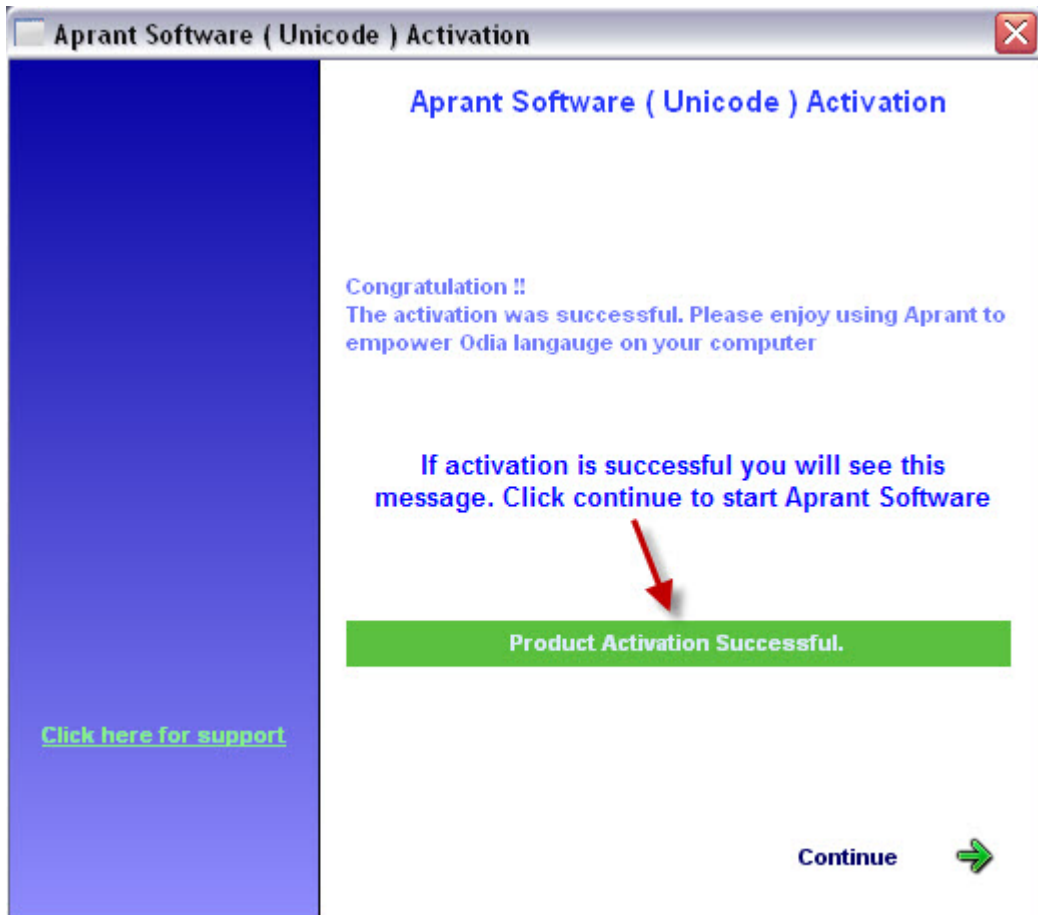 Aprant Software ( Unicode ) Activation
Aprant Software ( Unicode ) Activation
Congratulation !!
The activation was successful. Please enjoy using Aprant to
empower Odia langauge on your computer
If activation is successful you will see this
message. Click continue to start Aprant Software
Product Activation Successful.
Click here for support
Continue